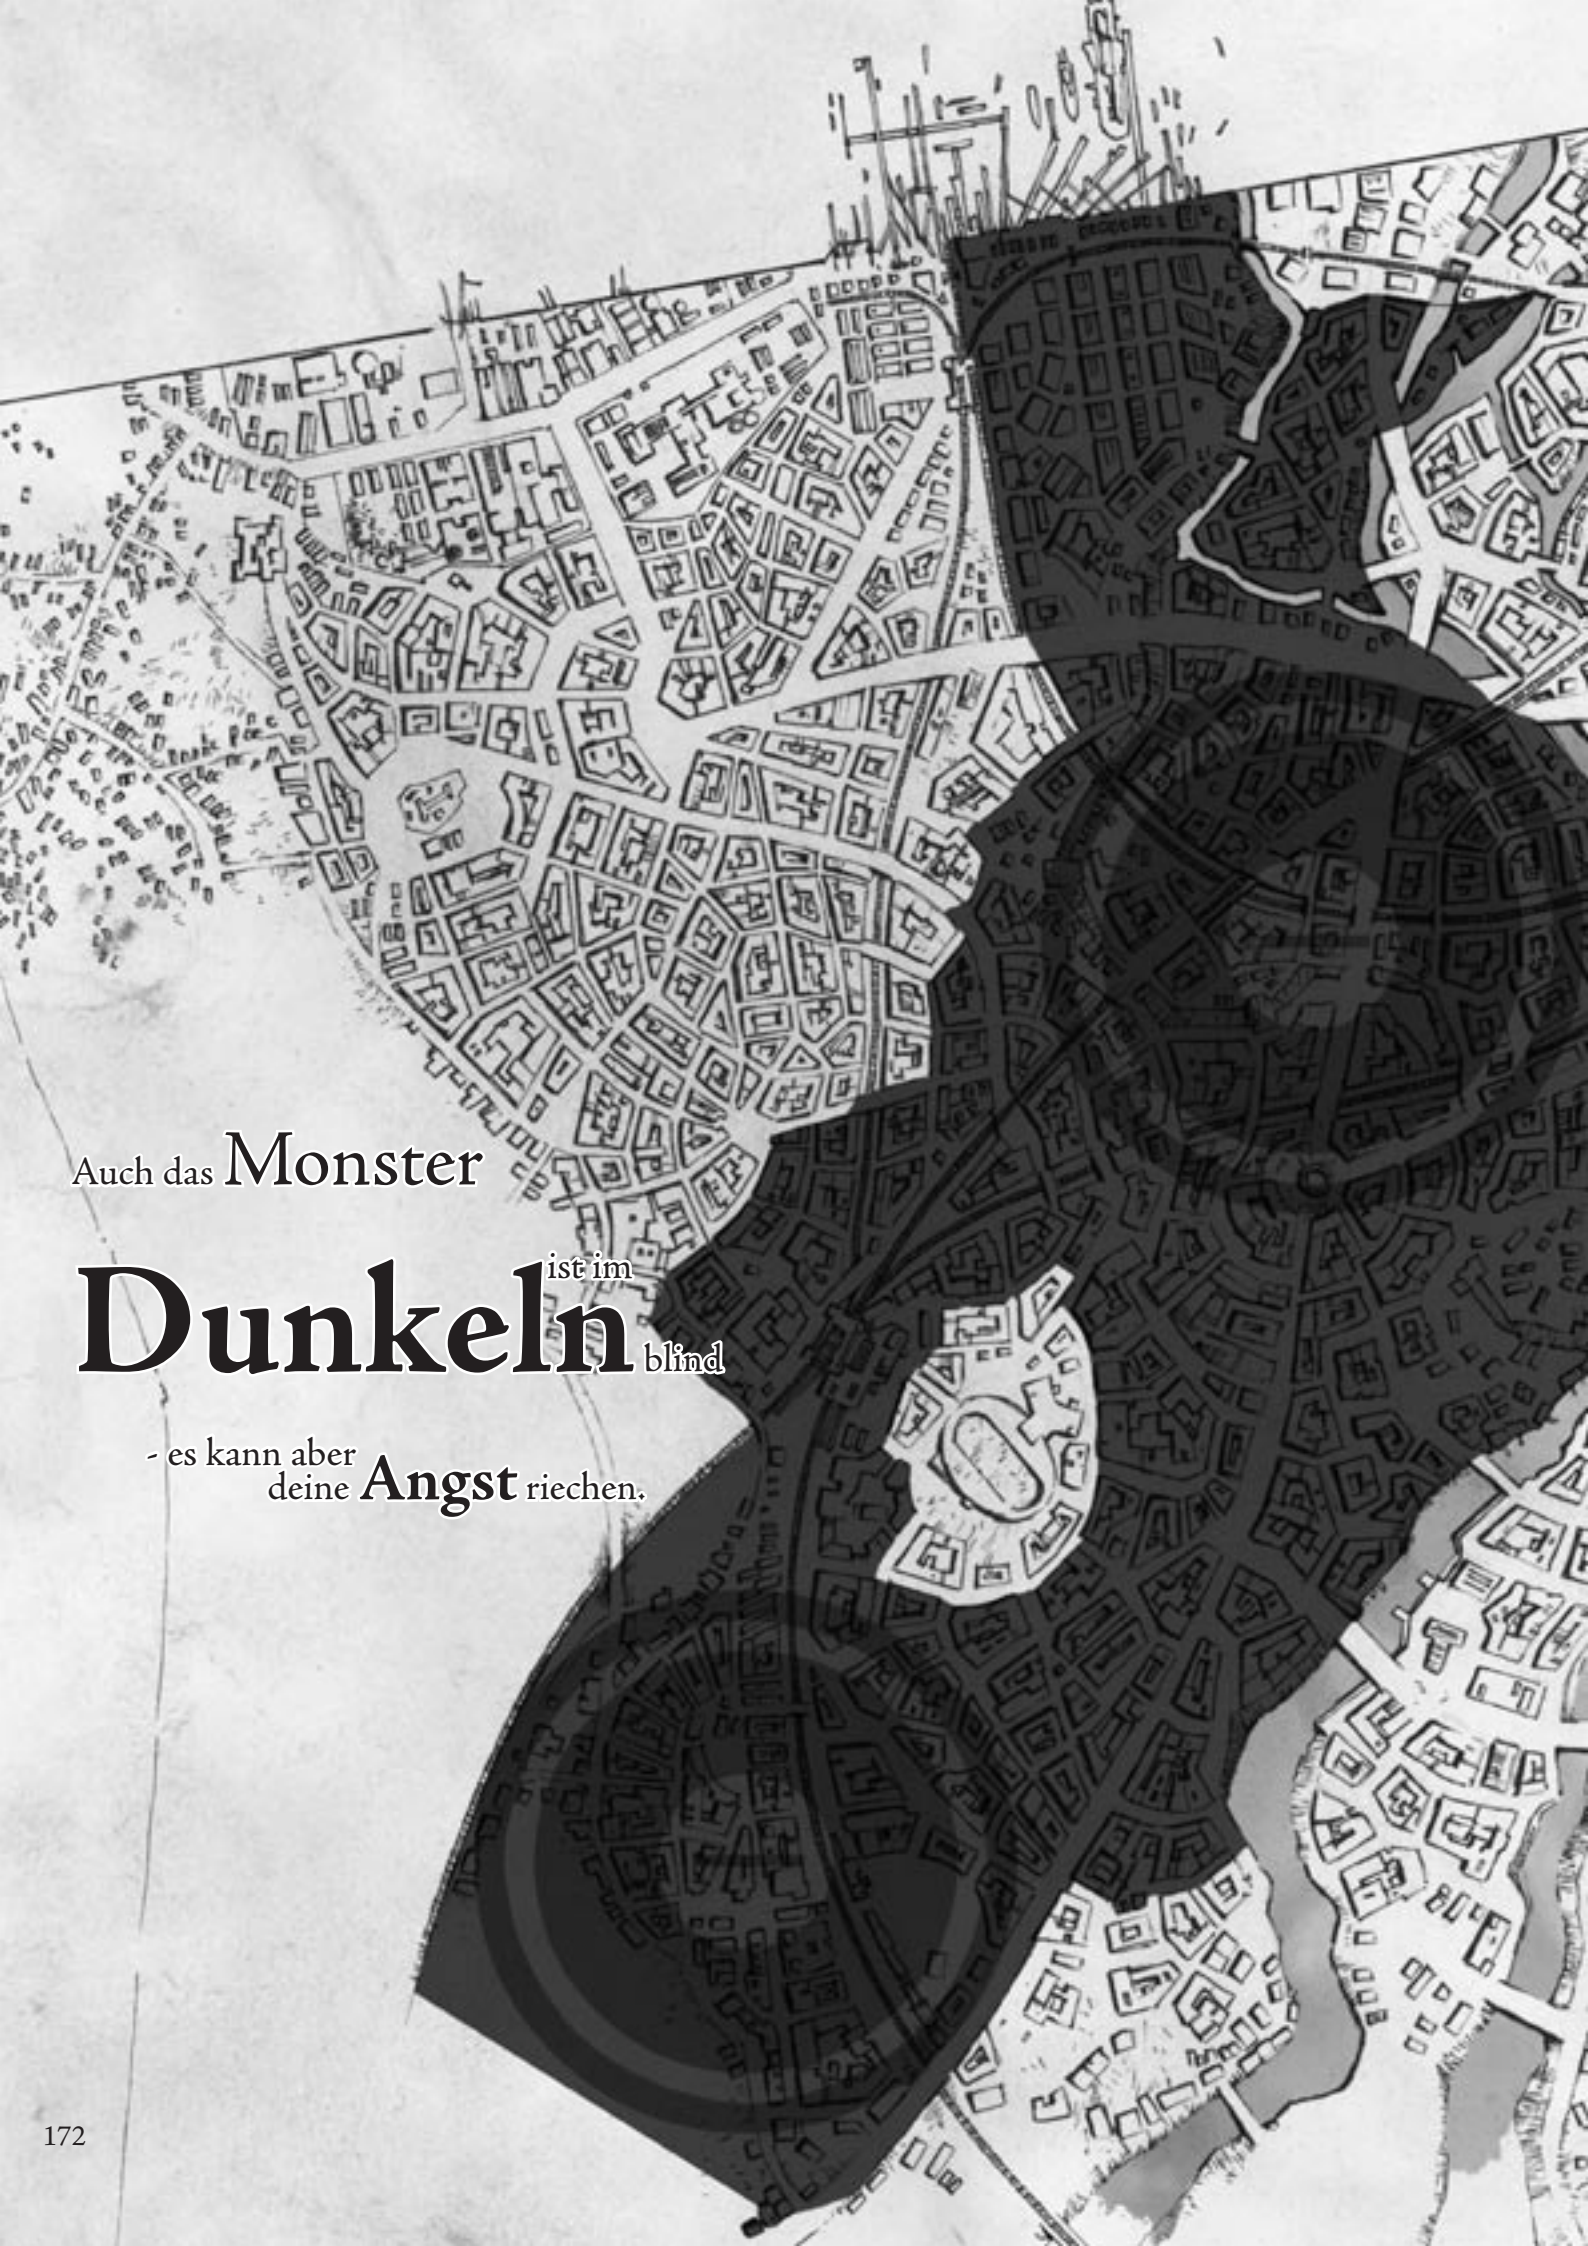 Auch das Monster
ist im
Dunkeln blind
- es kann aber
deine Angst riechen.
172